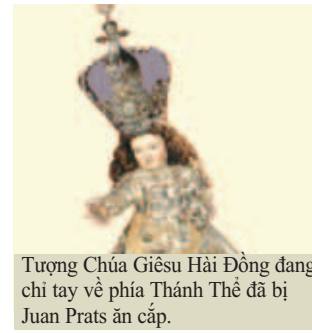 Tượng Chúa Giêsu Hài Đồng đang
chỉ tay về phía Thánh Thể đã bị
Juan Prats ăn cắp.